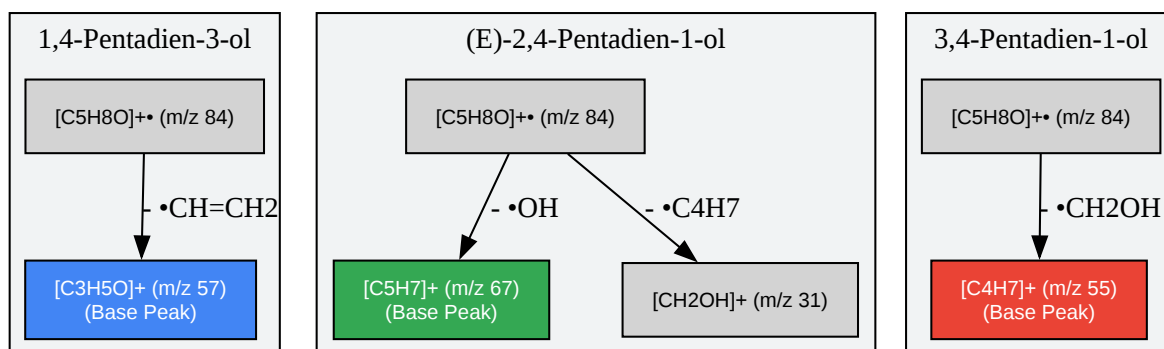 1,4-Pentadien-3-ol
[C5H8O]+• (m/z 84)
- •CH=CH2
[C3H5O]+ (m/z 57)
(Base Peak)
(E)-2,4-Pentadien-1-ol
[C5H8O]+• (m/z 84)
- •OH
- •C4H7
[C5H7]+ (m/z 67)
(Base Peak)
[CH2OH]+ (m/z 31)
3,4-Pentadien-1-ol
[C5H8O]+• (m/z 84)
- •CH2OH
[C4H7]+ (m/z 55)
(Base Peak)